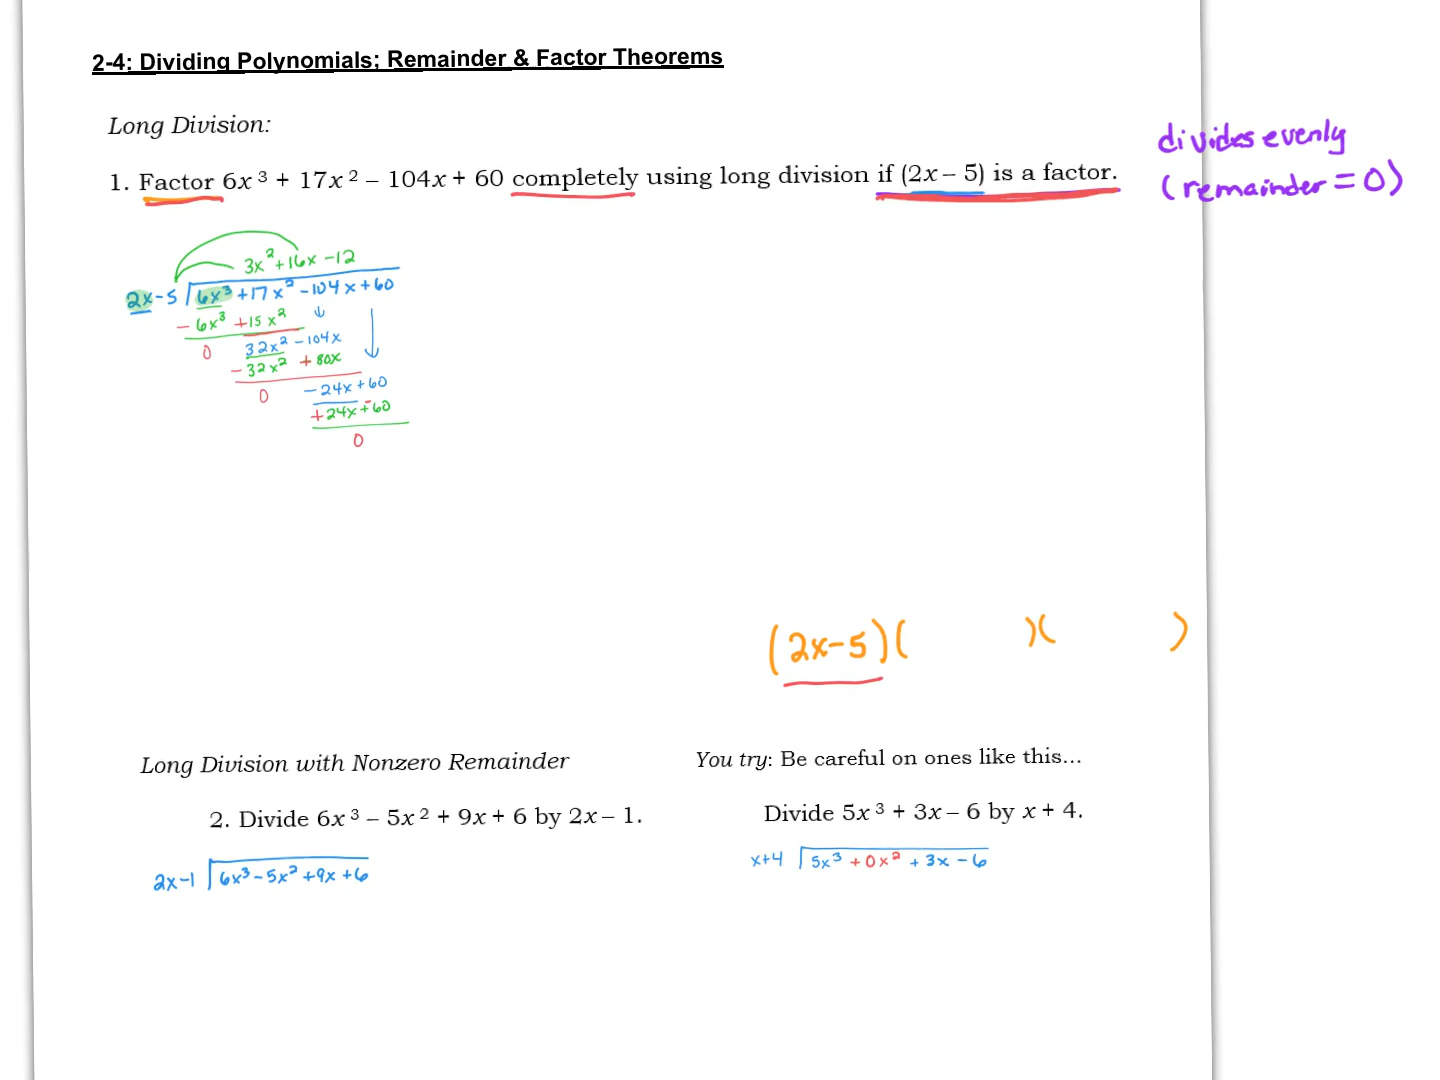 2-4: Dividing Polynomials; Remainder & Factor Theorems
Long Division:
1. Factor 6x³ + 17x² – 104x + 60 completely using long division if (2x – 5) is a factor.
divides evenly
(remainder = 0)
3x² + 16x - 12
2x - 5 6x³ + 17x² - 104x + 60
- 6x³ + 15x²
0 32x² - 104x
- 32x² + 80x
0 - 24x + 60
+ 24x + - 60
0
(2x - 5)( )( )
Long Division with Nonzero Remainder
2. Divide 6x³ – 5x² + 9x + 6 by 2x – 1.
2x - 1 6x³ - 5x² + 9x + 6
You try: Be careful on ones like this...
Divide 5x³ + 3x – 6 by x + 4.
x + 4 5x³ + 0x² + 3x - 6